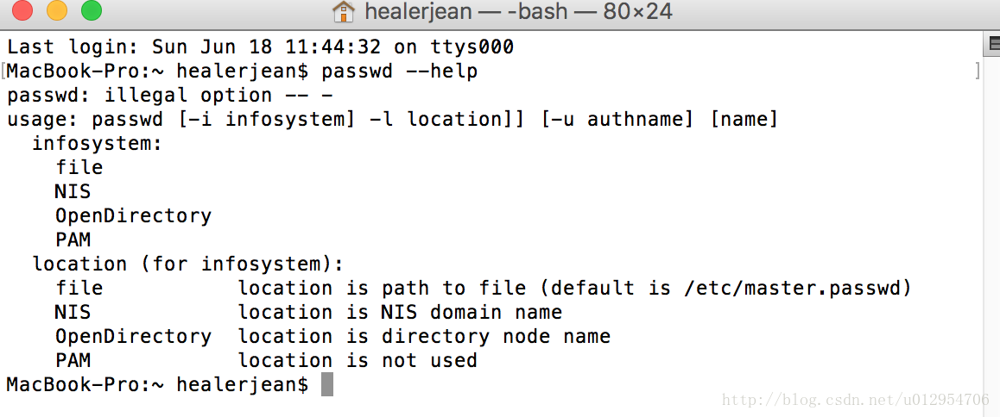 healerjean — -bash — 80×24
Last login: Sun Jun 18 11:44:32 on ttys000
[MacBook-Pro:~ healerjean$ passwd --help ]
passwd: illegal option -- -
usage: passwd [-i infosystem] -l location]] [-u authname] [name]
  infosystem:
    file
    NIS
    OpenDirectory
    PAM
  location (for infosystem):
    file           location is path to file (default is /etc/master.passwd)
    NIS            location is NIS domain name
    OpenDirectory  location is directory node name
    PAM            location is not used
MacBook-Pro:~ healerjean$
http://blog.csdn.net/u012954706